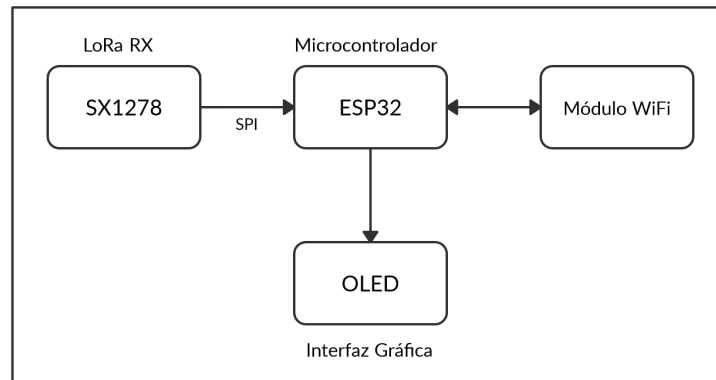 LoRa RX
Microcontrolador
SX1278
SPI
ESP32
Módulo WiFi
OLED
Interfaz Gráfica